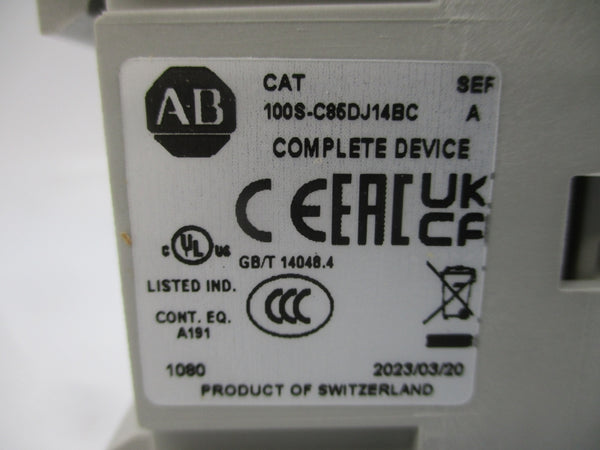 AB
CAT SER
100S-C85DJ14BC A
COMPLETE DEVICE
CE EAC UK CA
C UL US
GB/T 14048.4
LISTED IND.
CONT. EQ.
A191
CCC
1080 2023/03/20
PRODUCT OF SWITZERLAND